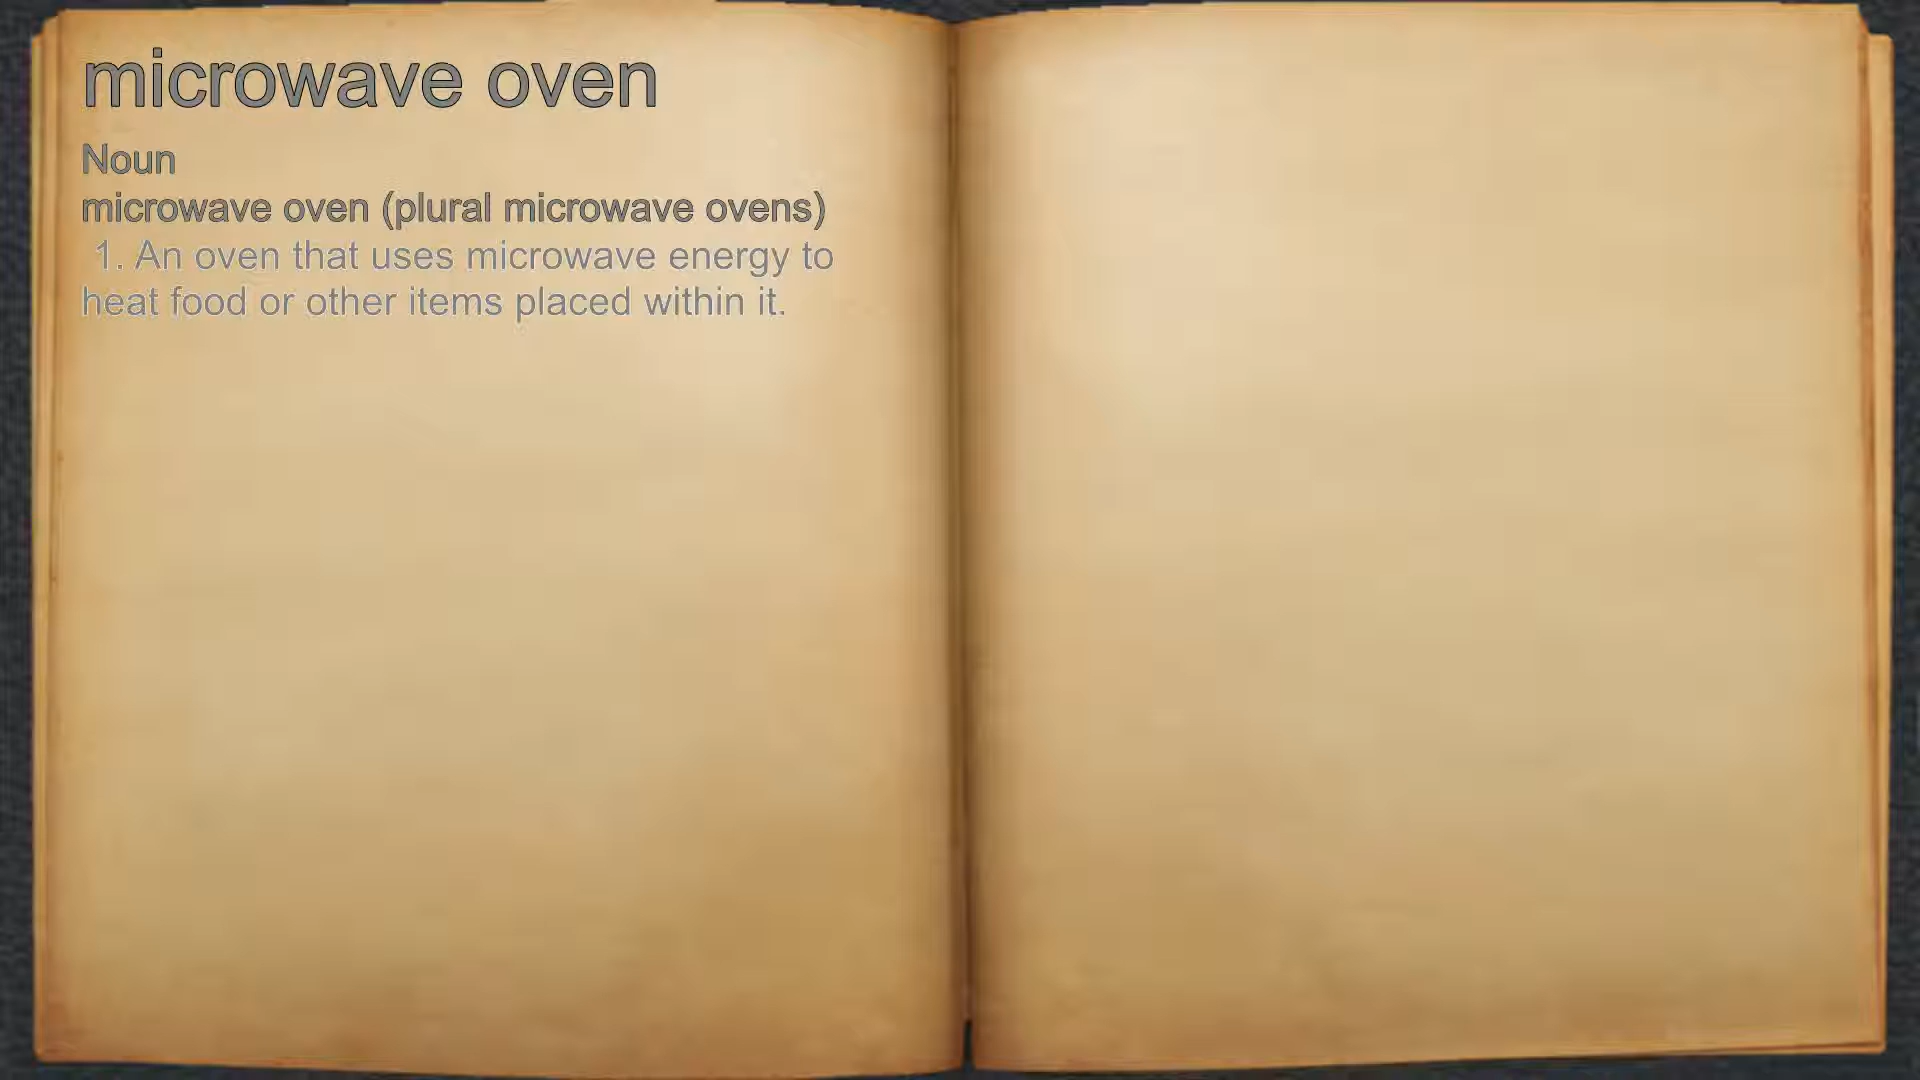 microwave oven
Noun
microwave oven (plural microwave ovens)
1. An oven that uses microwave energy to
heat food or other items placed within it.